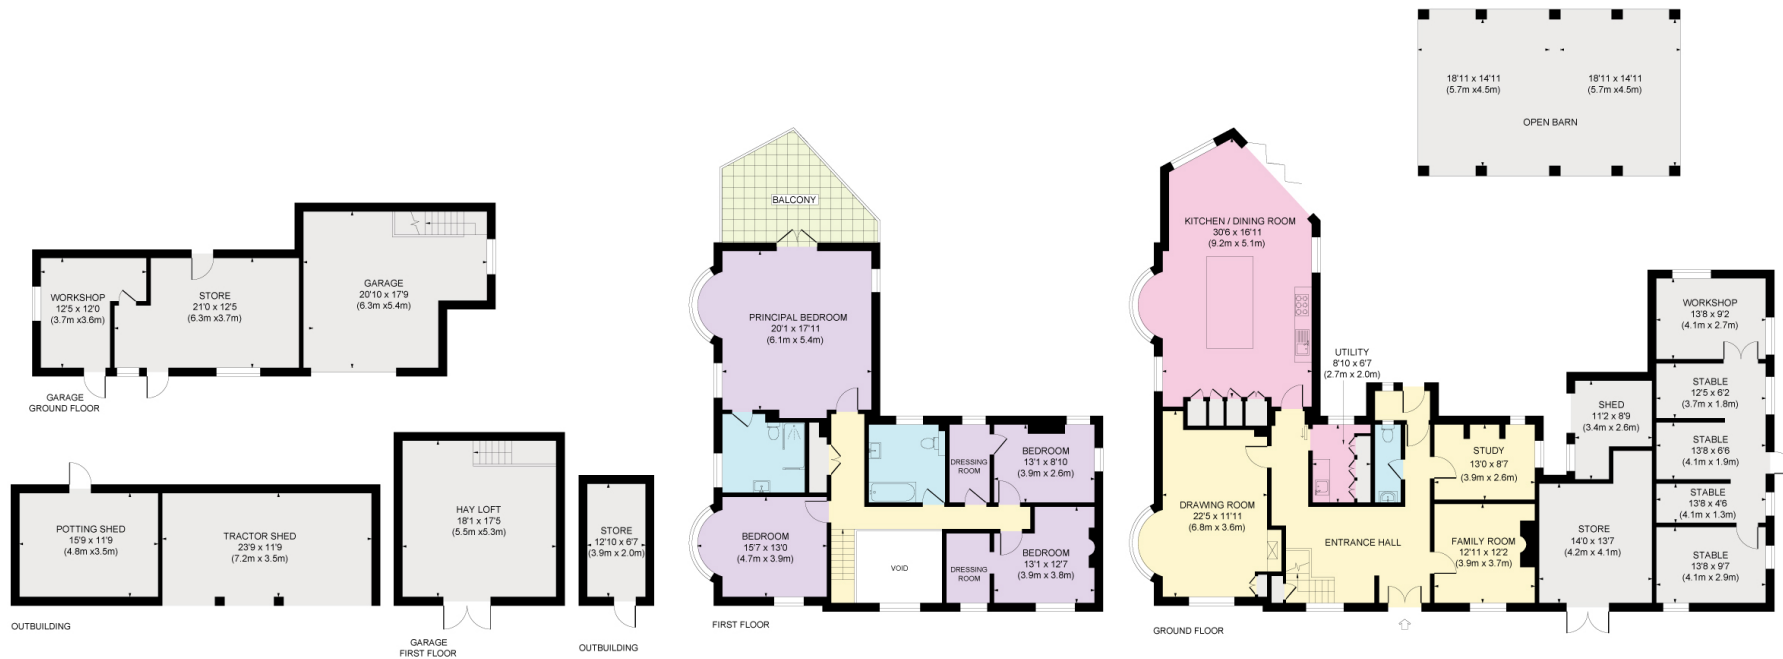 WORKSHOP
12'5 x 12'0
(3.7m x3.6m)
STORE
21'0 x 12'5
(6.3m x3.7m)
GARAGE
20'10 x 17'9
(6.3m x5.4m)
GARAGE
GROUND FLOOR
POTTING SHED
15'9 x 11'9
(4.8m x3.5m)
TRACTOR SHED
23'9 x 11'9
(7.2m x 3.5m)
OUTBUILDING
HAY LOFT
18'1 x 17'5
(5.5m x5.3m)
GARAGE
FIRST FLOOR
STORE
12'10 x 6'7
(3.9m x 2.0m)
OUTBUILDING
BALCONY
PRINCIPAL BEDROOM
20'1 x 17'11
(6.1m x 5.4m)
DRESSING
ROOM
BEDROOM
13'1 x 8'10
(3.9m x 2.6m)
BEDROOM
15'7 x 13'0
(4.7m x 3.9m)
VOID
DRESSING
ROOM
BEDROOM
13'1 x 12'7
(3.9m x 3.8m)
FIRST FLOOR
18'11 x 14'11
(5.7m x4.5m)
18'11 x 14'11
(5.7m x4.5m)
OPEN BARN
KITCHEN / DINING ROOM
30'6 x 16'11
(9.2m x 5.1m)
UTILITY
8'10 x 6'7
(2.7m x 2.0m)
STUDY
13'0 x 8'7
(3.9m x 2.6m)
DRAWING ROOM
22'5 x 11'11
(6.8m x 3.6m)
ENTRANCE HALL
FAMILY ROOM
12'11 x 12'2
(3.9m x 3.7m)
SHED
11'2 x 8'9
(3.4m x 2.6m)
STORE
14'0 x 13'7
(4.2m x 4.1m)
WORKSHOP
13'8 x 9'2
(4.1m x 2.7m)
STABLE
12'5 x 6'2
(3.7m x 1.8m)
STABLE
13'8 x 6'6
(4.1m x 1.9m)
STABLE
13'8 x 4'6
(4.1m x 1.3m)
STABLE
13'8 x 9'7
(4.1m x 2.9m)
GROUND FLOOR